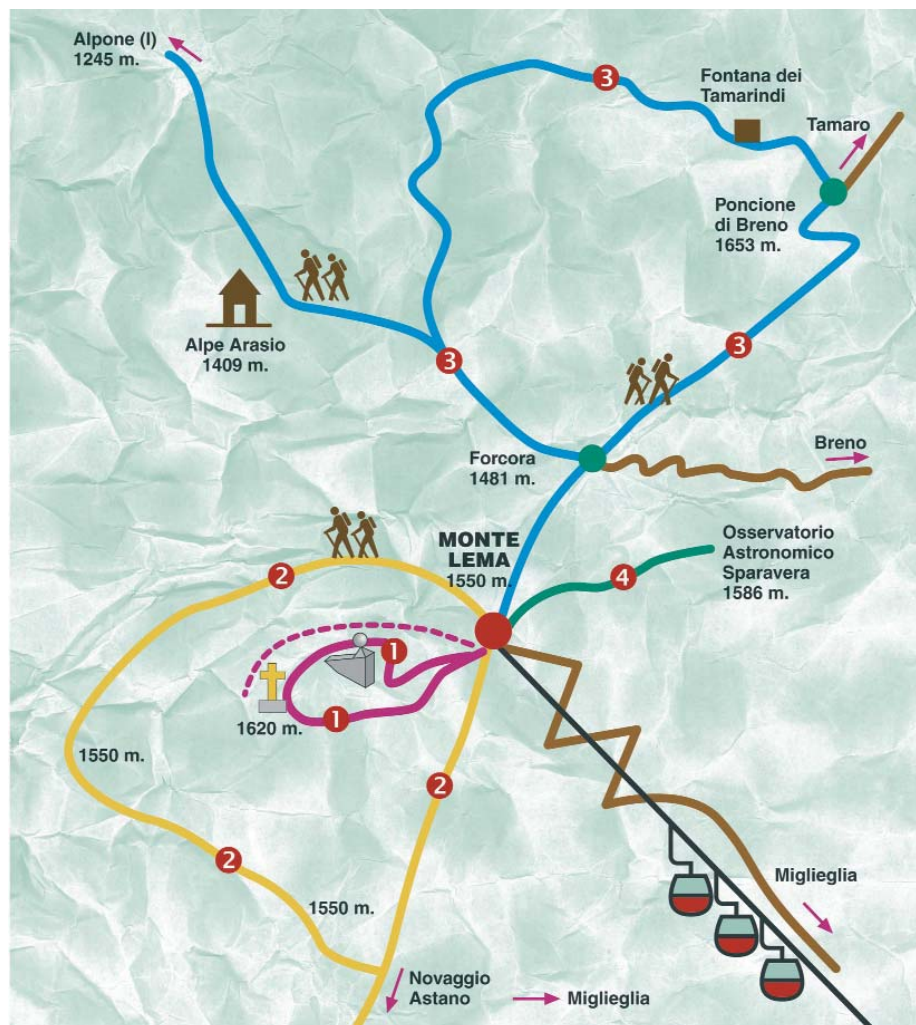 Alpone (I)
1245 m.
3
Fontana dei
Tamarindi
Tamaro
Poncione
di Breno
1653 m.
Alpe Arasio
1409 m.
3
3
Forcora
1481 m.
Breno
MONTE
LEMA
1550 m.
Osservatorio
Astronomico
Sparavera
1586 m.
4
2
1
1620 m.
1
1550 m.
2
2
1550 m.
Miglieglia
Novaggio
Astano
Miglieglia